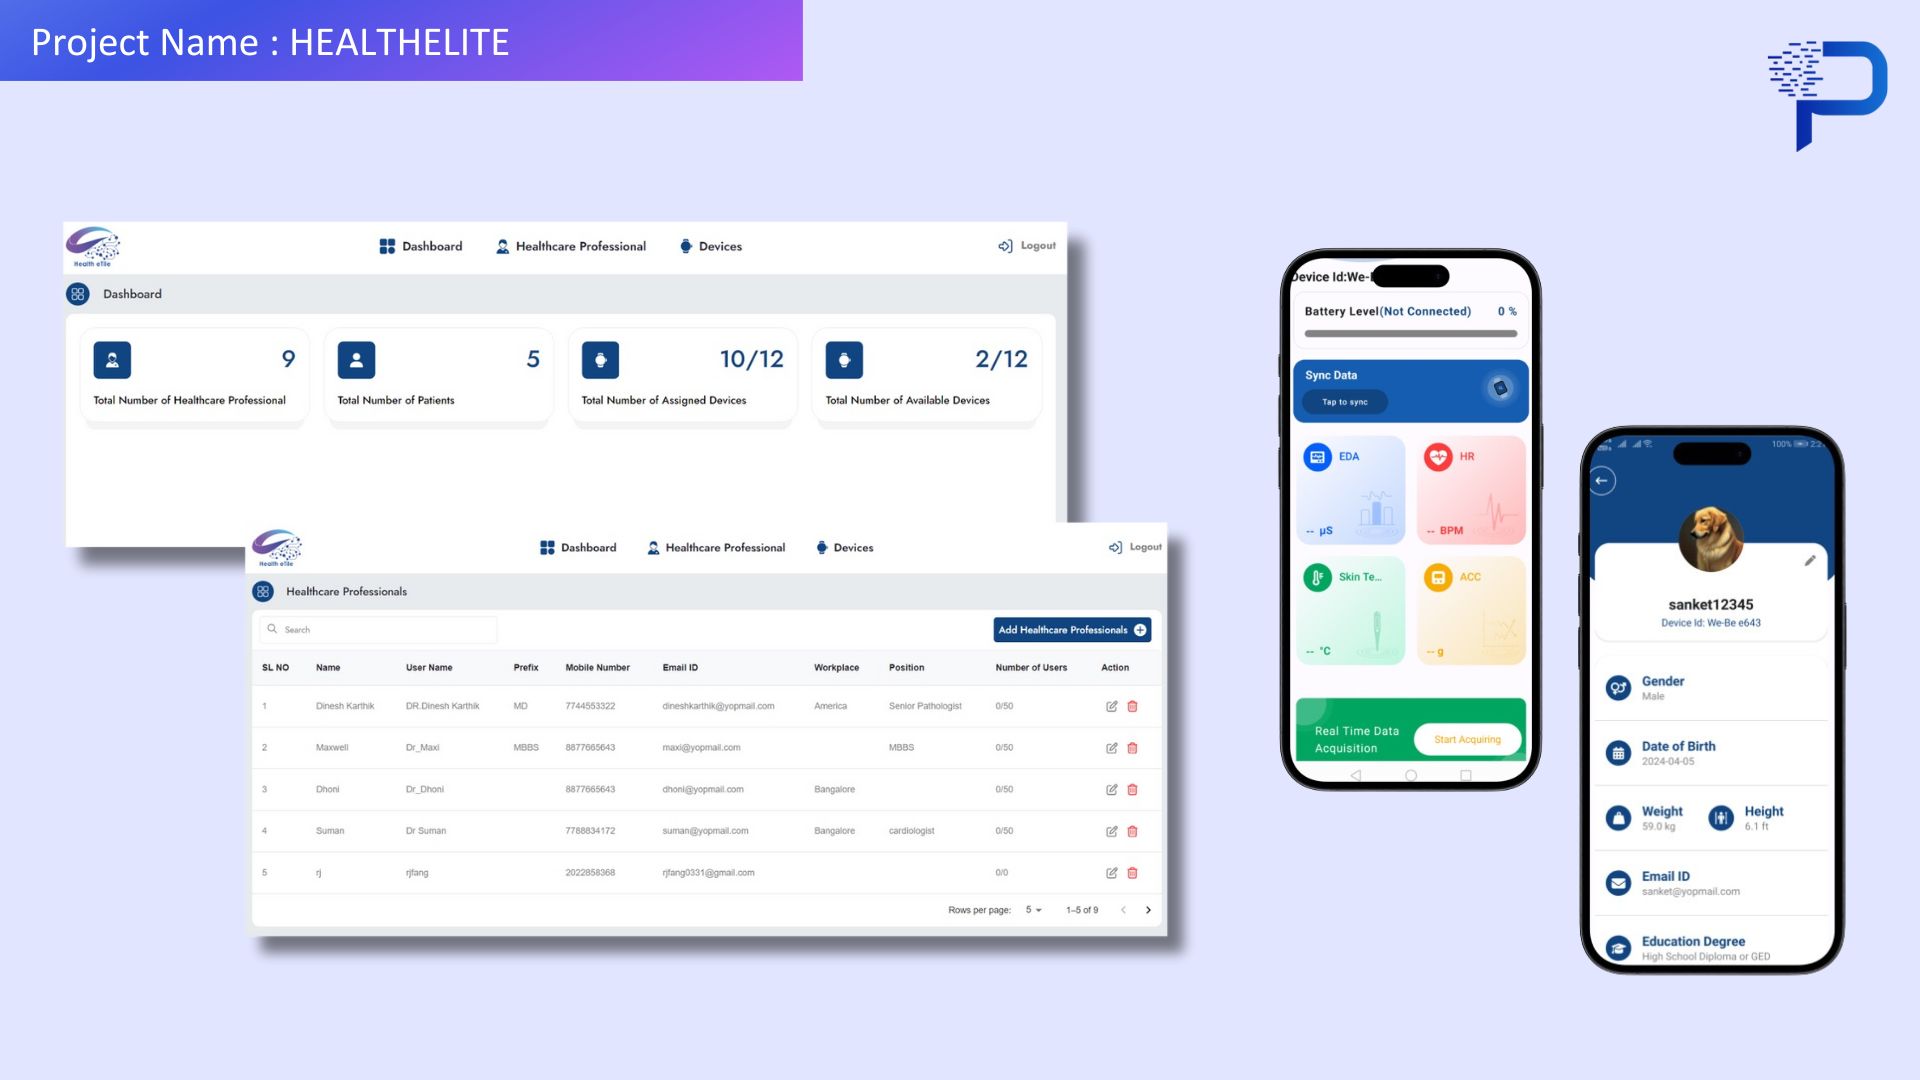 Project Name : HEALTHELITE
Health eTile
Dashboard
Healthcare Professional
Devices
Logout
Dashboard
9
Total Number of Healthcare Professional
5
Total Number of Patients
10/12
Total Number of Assigned Devices
2/12
Total Number of Available Devices
Health eTile
Dashboard
Healthcare Professional
Devices
Logout
Healthcare Professionals
Search
Add Healthcare Professionals
SL NO Name User Name Prefix Mobile Number Email ID Workplace Position Number of Users Action
1 Dinesh Karthik DR.Dinesh Karthik MD 7744553322 dineshkarthik@yopmail.com America Senior Pathologist 0/50
2 Maxwell Dr_Maxi MBBS 8877665643 maxi@yopmail.com MBBS 0/50
3 Dhoni Dr_Dhoni 8877665643 dhoni@yopmail.com Bangalore 0/50
4 Suman Dr Suman 7788834172 suman@yopmail.com Bangalore cardiologist 0/50
5 rj rjfang 2022858368 rjfang0331@gmail.com 0/0
Rows per page: 5 1–5 of 9
Device Id:We-
Battery Level(Not Connected) 0 %
Sync Data
Tap to sync
EDA
-- µS
HR
-- BPM
Skin Te...
-- °C
ACC
-- g
Real Time Data
Acquisition
Start Acquiring
100%
sanket12345
Device Id: We-Be e643
Gender
Male
Date of Birth
2024-04-05
Weight
59.0 kg
Height
6.1 ft
Email ID
sanket@yopmail.com
Education Degree
High School Diploma or GED